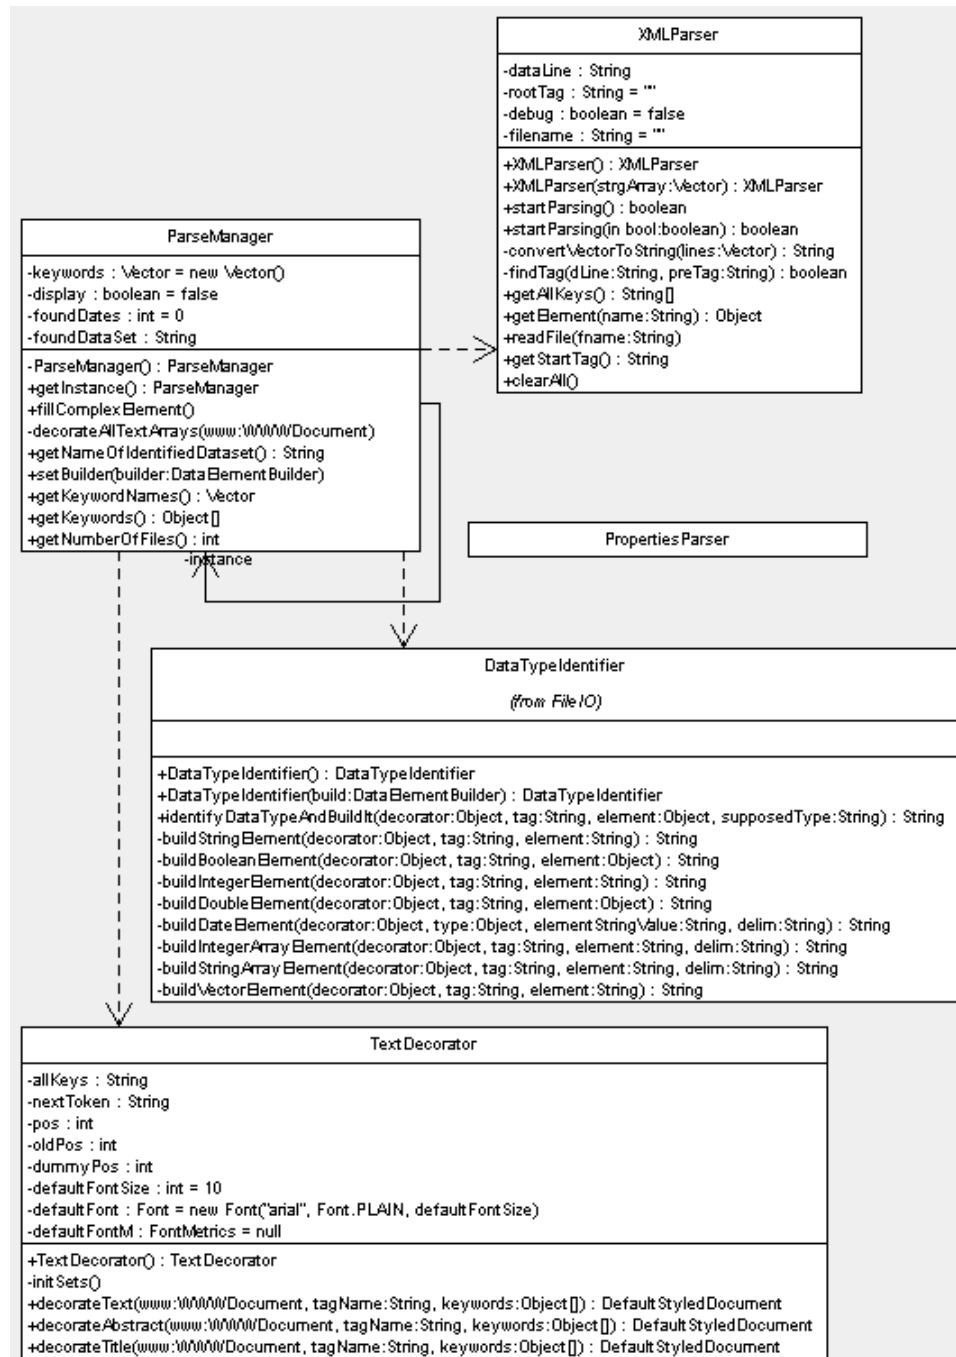 XMLParser
-dataLine : String
-rootTag : String = ""
-debug : boolean = false
-filename : String = ""
+XMLParser() : XMLParser
+XMLParser(strgArray:Vector) : XMLParser
+startParsing() : boolean
+startParsing(in bool:boolean) : boolean
-convertVectorToString(lines:Vector) : String
-findTag(dLine:String, preTag:String) : boolean
+getAllKeys() : String[]
+getElement(name:String) : Object
+readFile(fname:String)
+getStartTag() : String
+clearAll()
ParseManager
-keywords : Vector = new Vector()
-display : boolean = false
-foundDates : int = 0
-foundDataSet : String
-ParseManager() : ParseManager
+getInstance() : ParseManager
+fillComplexElement()
-decorateAllTextArrays(www:WWWDocument)
+getNameOfIdentifiedDataset() : String
+setBuilder(builder:DataElementBuilder)
+getKeywordNames() : Vector
+getKeywords() : Object[]
+getNumberOfFiles() : int
-instance
PropertiesParser
DataTypeIdentifier
(from FileIO)
+DataTypeIdentifier() : DataTypeIdentifier
+DataTypeIdentifier(build:DataElementBuilder) : DataTypeIdentifier
+identifyDataTypeAndBuildIt(decorator:Object, tag:String, element:Object, supposedType:String) : String
-buildStringElement(decorator:Object, tag:String, element:String) : String
-buildBooleanElement(decorator:Object, tag:String, element:Object) : String
-buildIntegerElement(decorator:Object, tag:String, element:String) : String
-buildDoubleElement(decorator:Object, tag:String, element:Object) : String
-buildDateElement(decorator:Object, type:Object, elementStringValue:String, delim:String) : String
-buildIntegerArrayElement(decorator:Object, tag:String, element:String, delim:String) : String
-buildStringArrayElement(decorator:Object, tag:String, element:String, delim:String) : String
-buildVectorElement(decorator:Object, tag:String, element:String) : String
TextDecorator
-allKeys : String
-nextToken : String
-pos : int
-oldPos : int
-dummyPos : int
-defaultFontSize : int = 10
-defaultFont : Font = new Font("arial", Font.PLAIN, defaultFontSize)
-defaultFontM : FontMetrics = null
+TextDecorator() : TextDecorator
-initSets()
+decorateText(www:WWWDocument, tagName:String, keywords:Object[]) : DefaultStyledDocument
+decorateAbstract(www:WWWDocument, tagName:String, keywords:Object[]) : DefaultStyledDocument
+decorateTitle(www:WWWDocument, tagName:String, keywords:Object[]) : DefaultStyledDocument